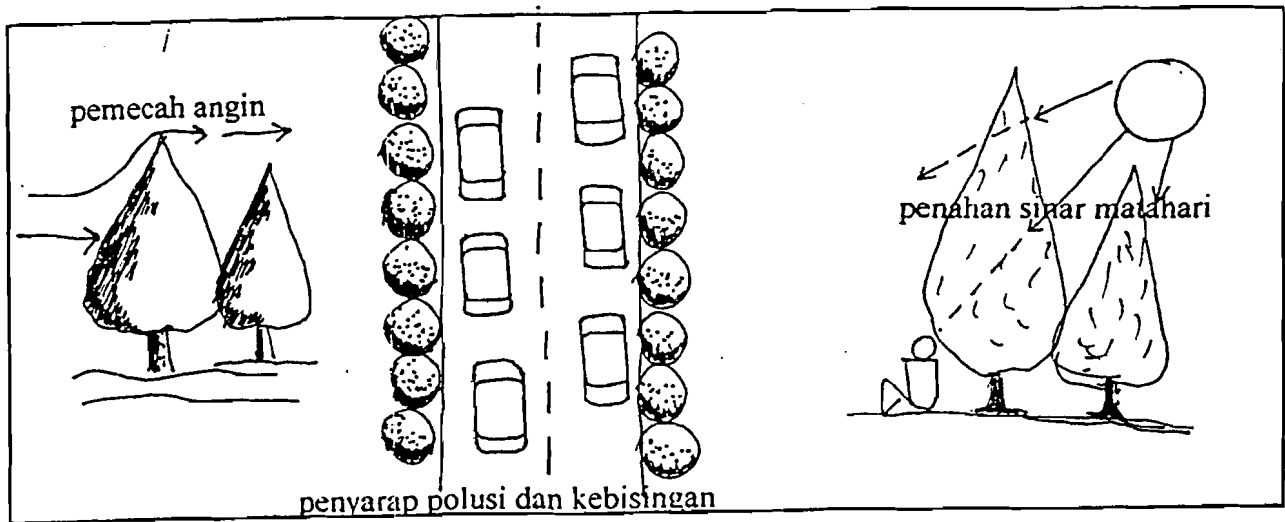 pemecah angin
penyarap polusi dan kebisingan
penahan sinar matahari